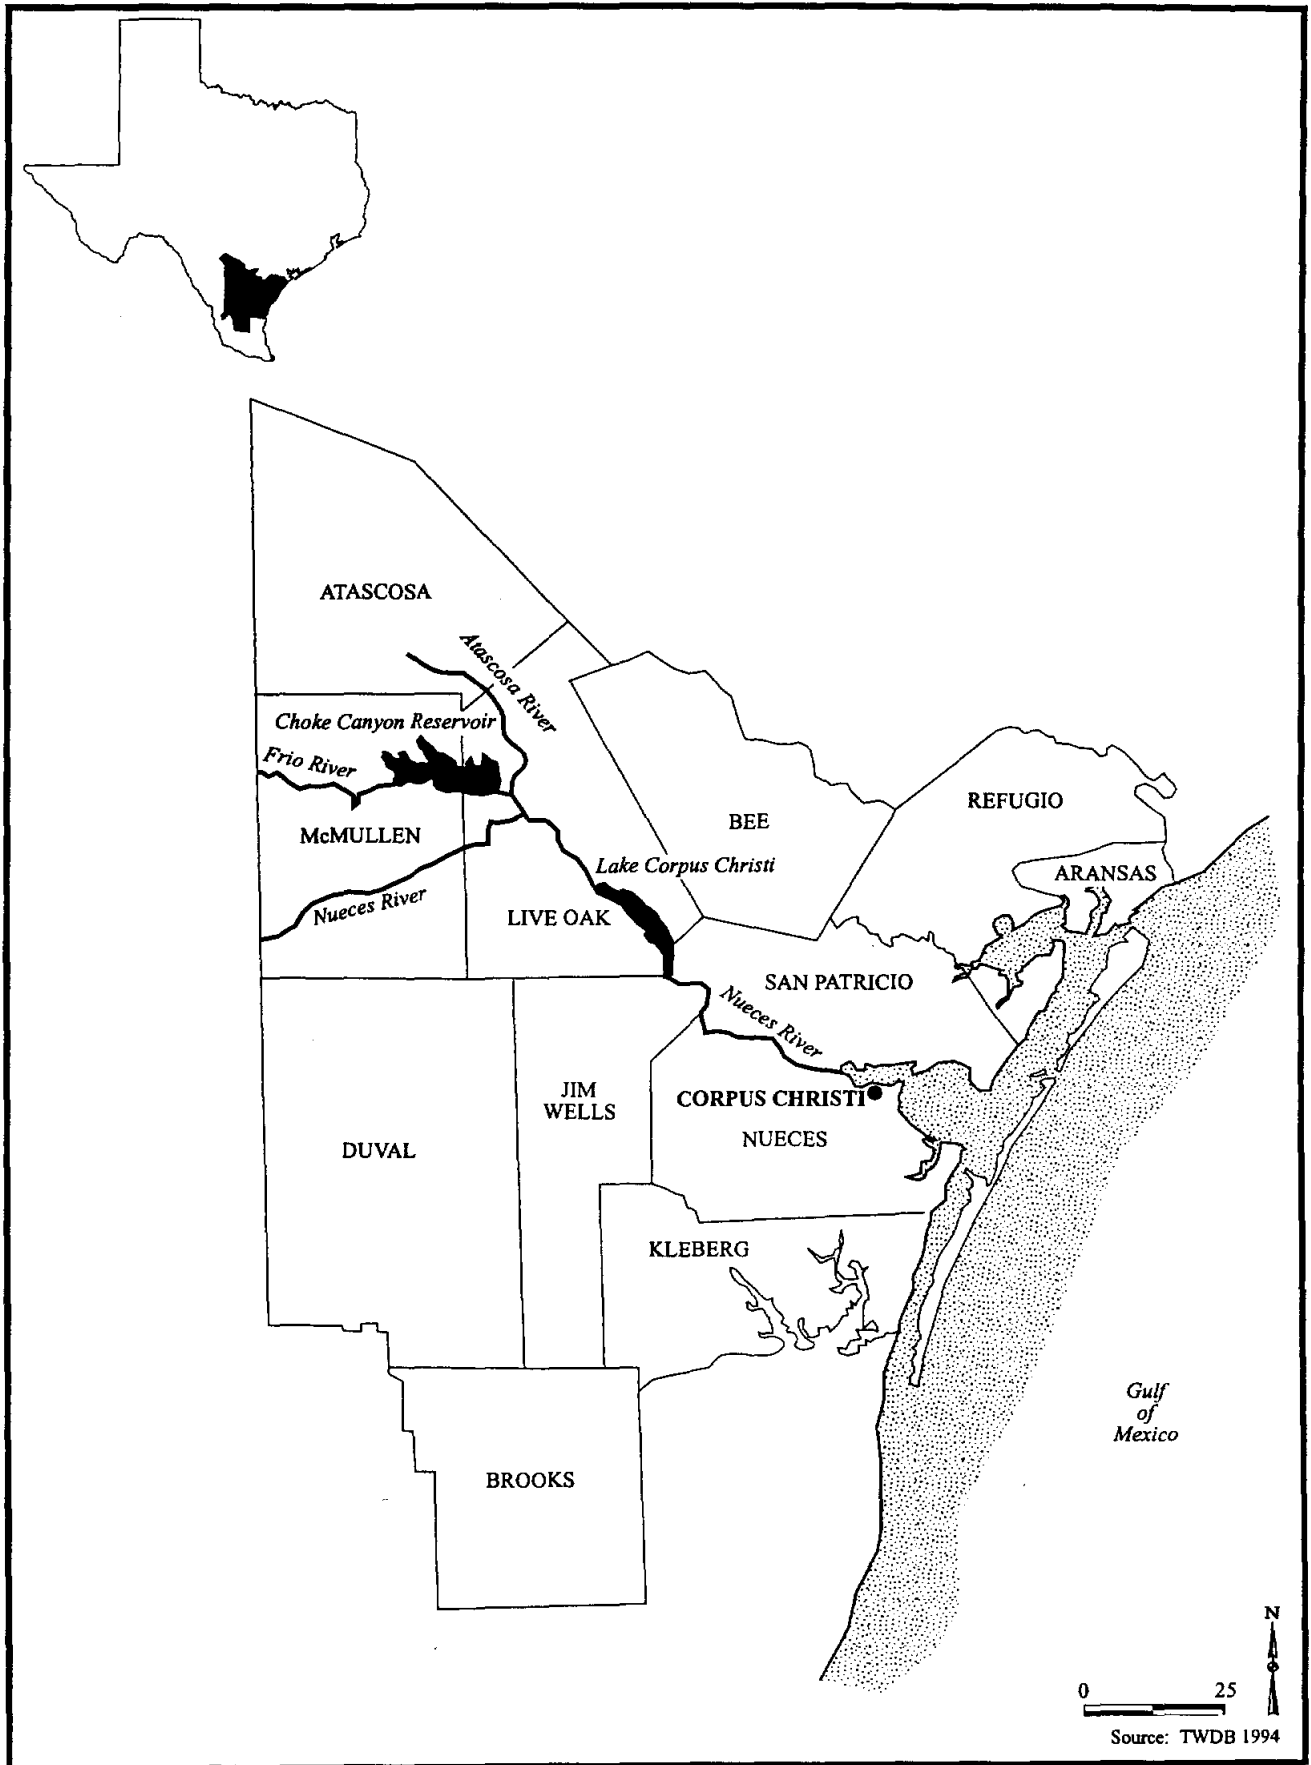 ATASCOSA
Atascosa River
Choke Canyon Reservoir
Frio River
McMULLEN
Nueces River
LIVE OAK
Lake Corpus Christi
BEE
REFUGIO
ARANSAS
SAN PATRICIO
Nueces River
CORPUS CHRISTI
NUECES
JIM
WELLS
DUVAL
KLEBERG
BROOKS
Gulf
of
Mexico
N
0 25
Source: TWDB 1994